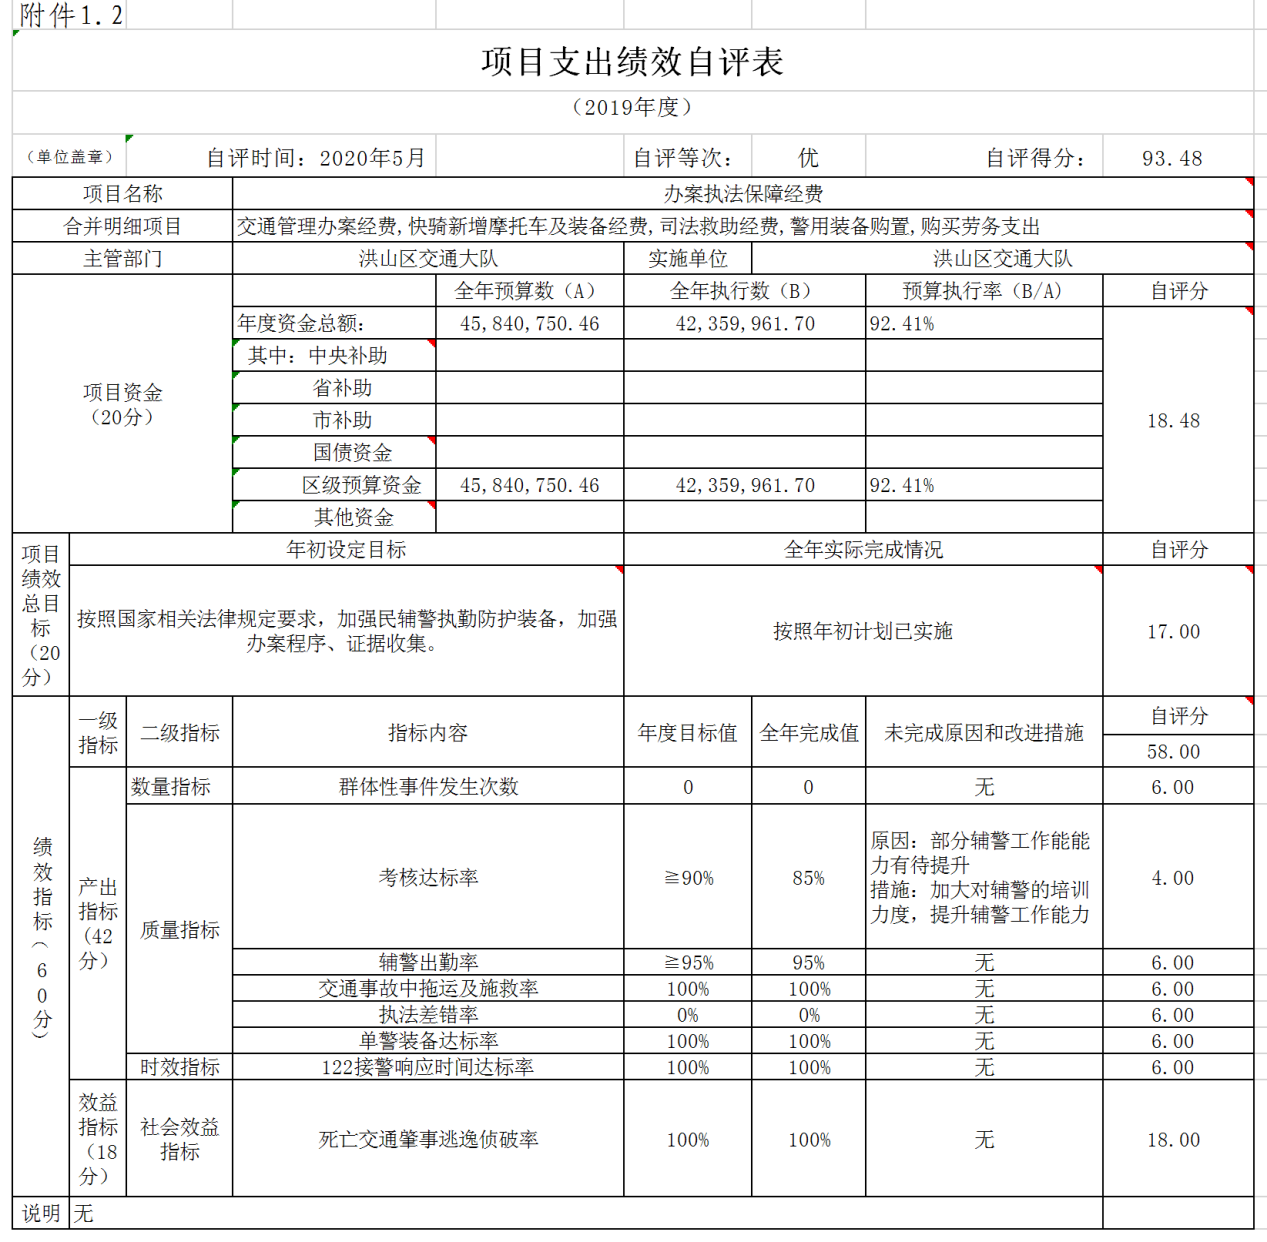 附件1.2
项目支出绩效自评表
（2019年度）
（单位盖章） 自评时间：2020年5月 自评等次： 优 自评得分： 93.48
项目名称 办案执法保障经费
合并明细项目 交通管理办案经费,快骑新增摩托车及装备经费,司法救助经费,警用装备购置,购买劳务支出
主管部门 洪山区交通大队 实施单位 洪山区交通大队
全年预算数（A） 全年执行数（B） 预算执行率（B/A） 自评分
项目资金
（20分）
年度资金总额： 45,840,750.46 42,359,961.70 92.41% 18.48
其中：中央补助
省补助
市补助
国债资金
区级预算资金 45,840,750.46 42,359,961.70 92.41%
其他资金
项目
绩效
总目
标
（20
分）
年初设定目标 全年实际完成情况 自评分
按照国家相关法律规定要求，加强民辅警执勤防护装备，加强
办案程序、证据收集。
按照年初计划已实施 17.00
绩效指标（60分）
一级
指标
二级指标 指标内容 年度目标值 全年完成值 未完成原因和改进措施 自评分
58.00
产出
指标
（42
分）
数量指标 群体性事件发生次数 0 0 无 6.00
质量指标 考核达标率 ≧90% 85%
原因：部分辅警工作能能
力有待提升
措施：加大对辅警的培训
力度，提升辅警工作能力
4.00
辅警出勤率 ≧95% 95% 无 6.00
交通事故中拖运及施救率 100% 100% 无 6.00
执法差错率 0% 0% 无 6.00
单警装备达标率 100% 100% 无 6.00
时效指标 122接警响应时间达标率 100% 100% 无 6.00
效益
指标
（18
分）
社会效益
指标
死亡交通肇事逃逸侦破率 100% 100% 无 18.00
说明 无